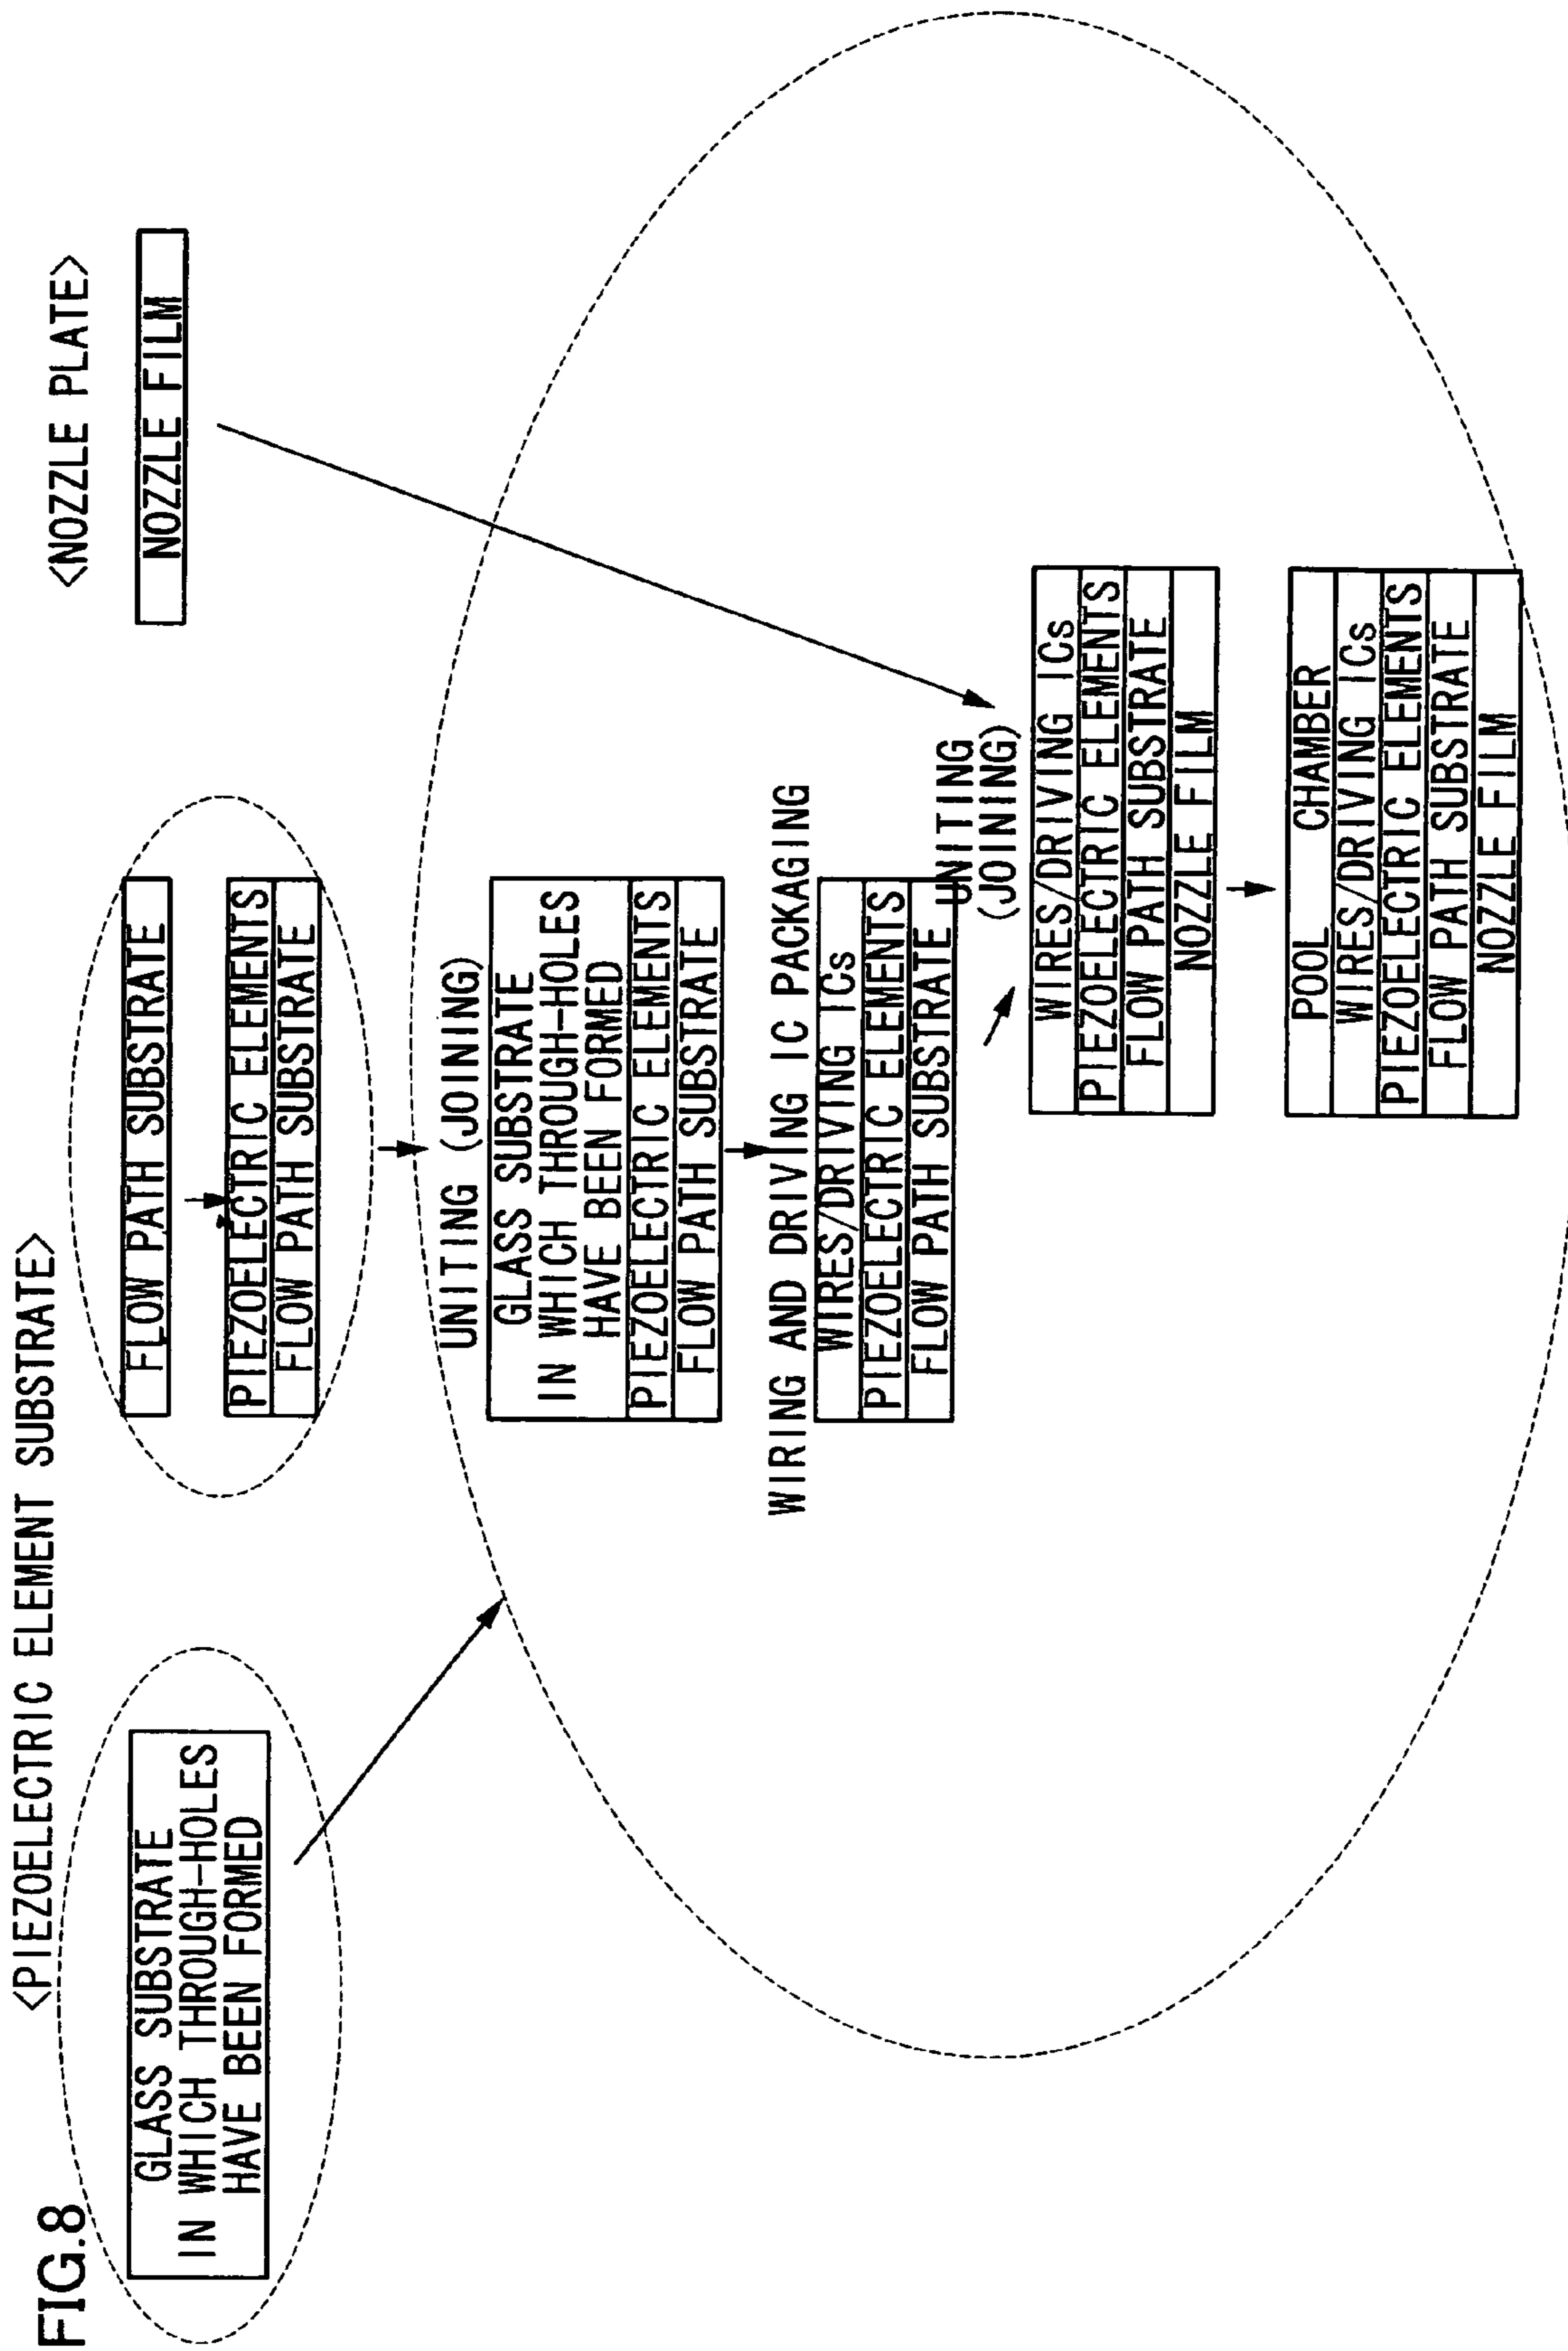 FIG.8
<PIEZOELECTRIC ELEMENT SUBSTRATE>
<NOZZLE PLATE>
GLASS SUBSTRATE
IN WHICH THROUGH-HOLES
HAVE BEEN FORMED
FLOW PATH SUBSTRATE
PIEZOELECTRIC ELEMENTS
FLOW PATH SUBSTRATE
NOZZLE FILM
UNITING (JOINING)
GLASS SUBSTRATE
IN WHICH THROUGH-HOLES
HAVE BEEN FORMED
PIEZOELECTRIC ELEMENTS
FLOW PATH SUBSTRATE
WIRING AND DRIVING IC PACKAGING
WIRES/DRIVING ICs
PIEZOELECTRIC ELEMENTS
FLOW PATH SUBSTRATE
UNITING
(JOINING)
WIRES/DRIVING ICs
PIEZOELECTRIC ELEMENTS
FLOW PATH SUBSTRATE
NOZZLE FILM
POOL CHAMBER
WIRES/DRIVING ICs
PIEZOELECTRIC ELEMENTS
FLOW PATH SUBSTRATE
NOZZLE FILM